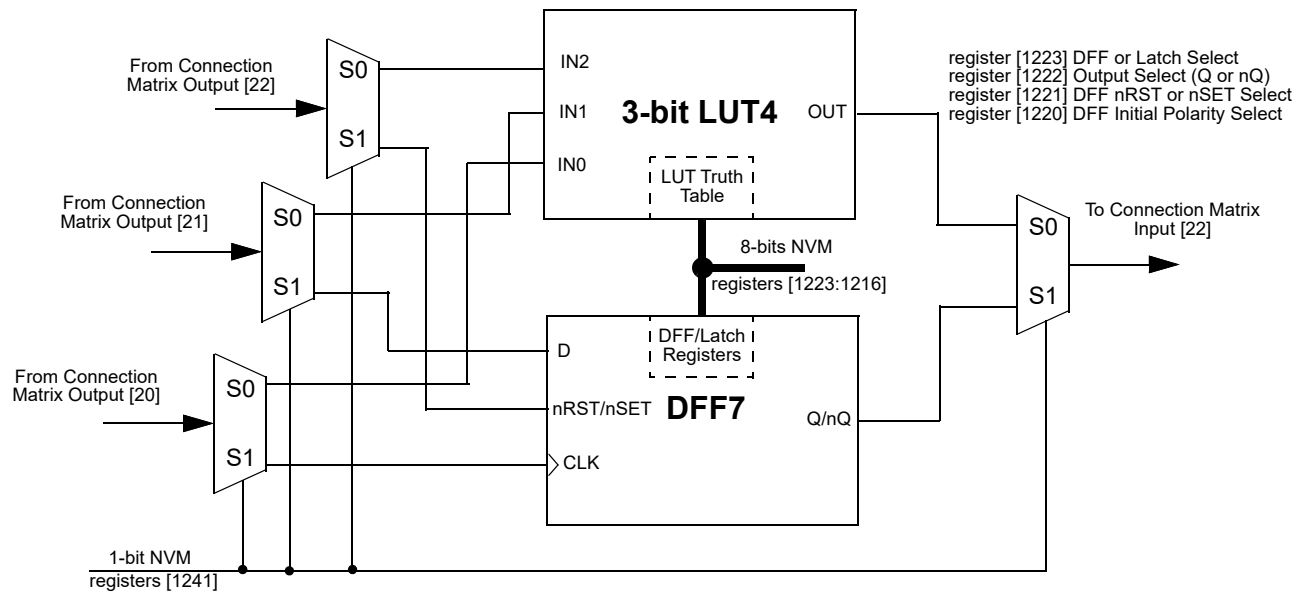 From Connection
Matrix Output [22]
S0
S1
IN2
IN1
IN0
3-bit LUT4
OUT
LUT Truth
Table
register [1223] DFF or Latch Select
register [1222] Output Select (Q or nQ)
register [1221] DFF nRST or nSET Select
register [1220] DFF Initial Polarity Select
From Connection
Matrix Output [21]
S0
S1
8-bits NVM
registers [1223:1216]
S0
S1
To Connection Matrix
Input [22]
From Connection
Matrix Output [20]
S0
S1
D
nRST/nSET
CLK
DFF/Latch
Registers
DFF7
Q/nQ
1-bit NVM
registers [1241]